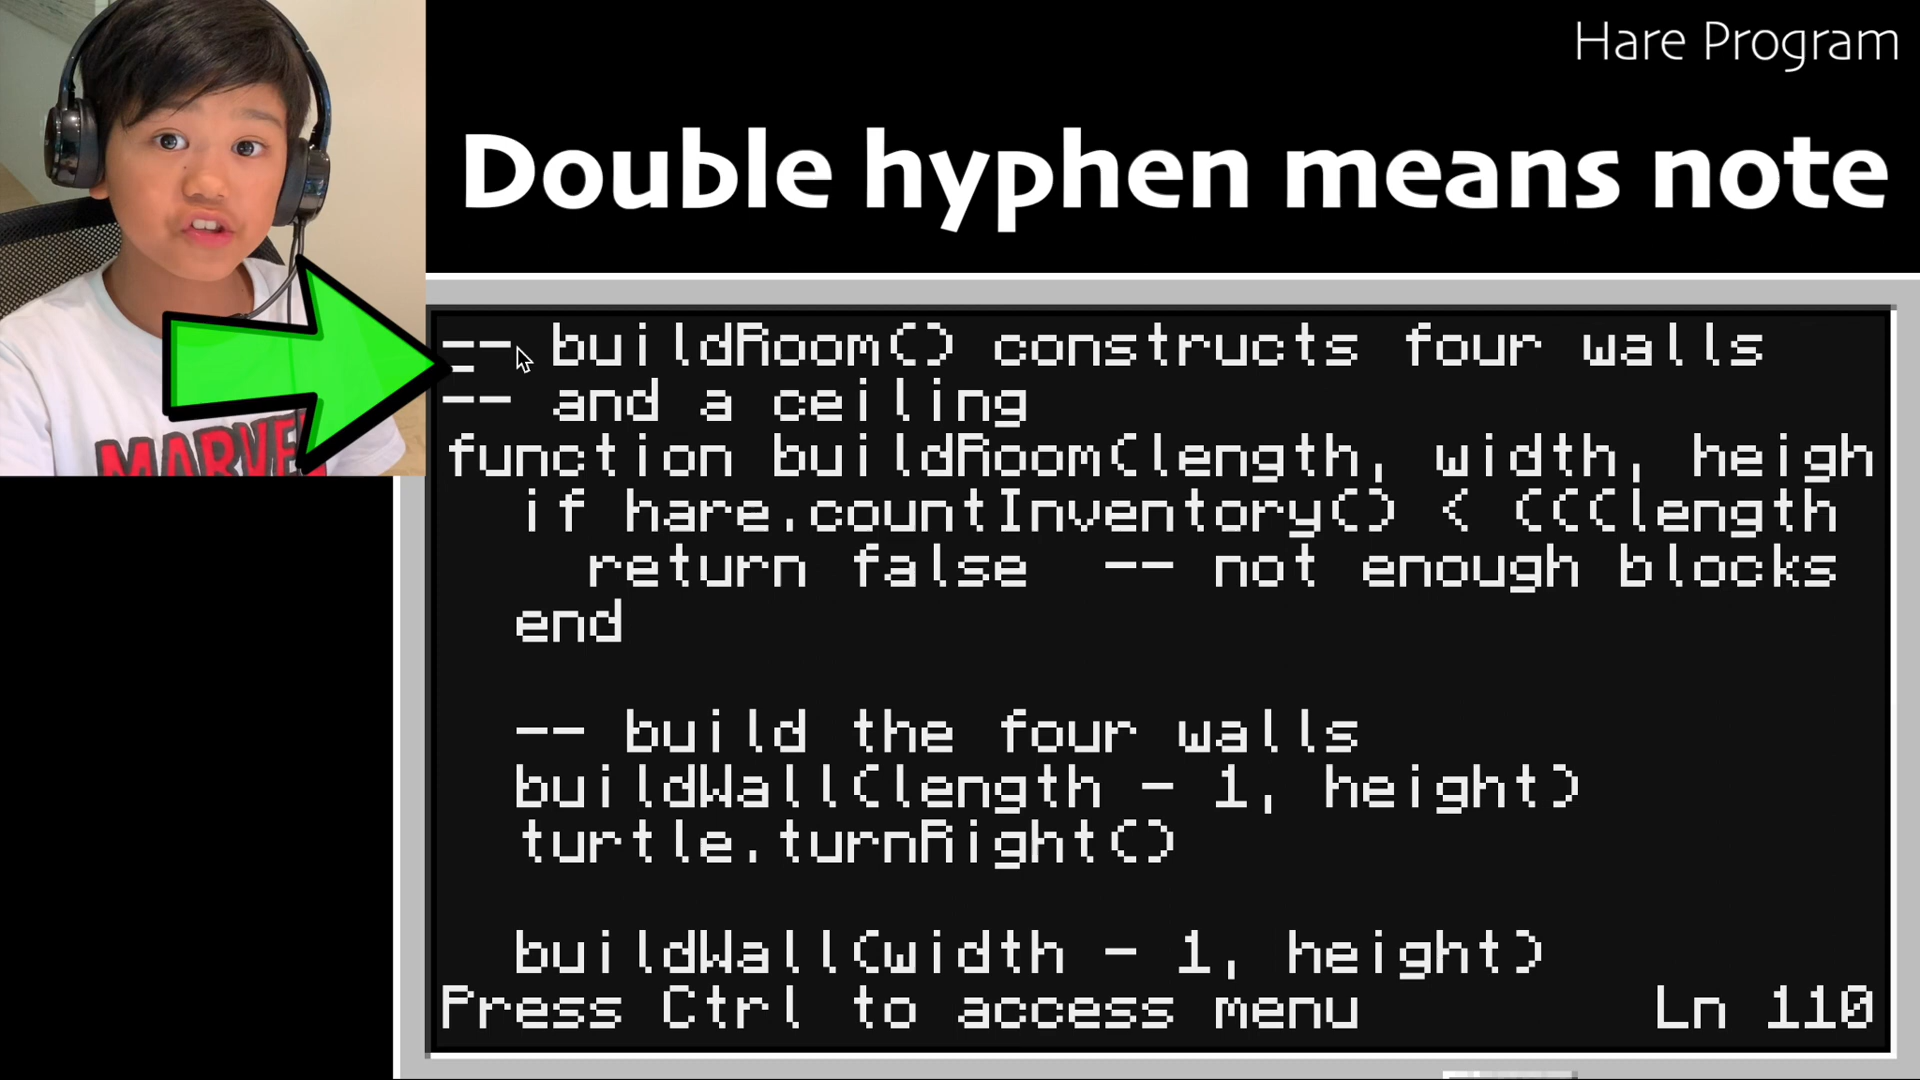 Hare Program
Double hyphen means note
MARVEL
-- buildRoom() constructs four walls
-- and a ceiling
function buildRoom(length, width, heigh
if hare.countInventory() < (((length
return false -- not enough blocks
end
-- build the four walls
buildWall(length - 1, height)
turtle.turnRight()
buildWall(width - 1, height)
Press Ctrl to access menu Ln 110